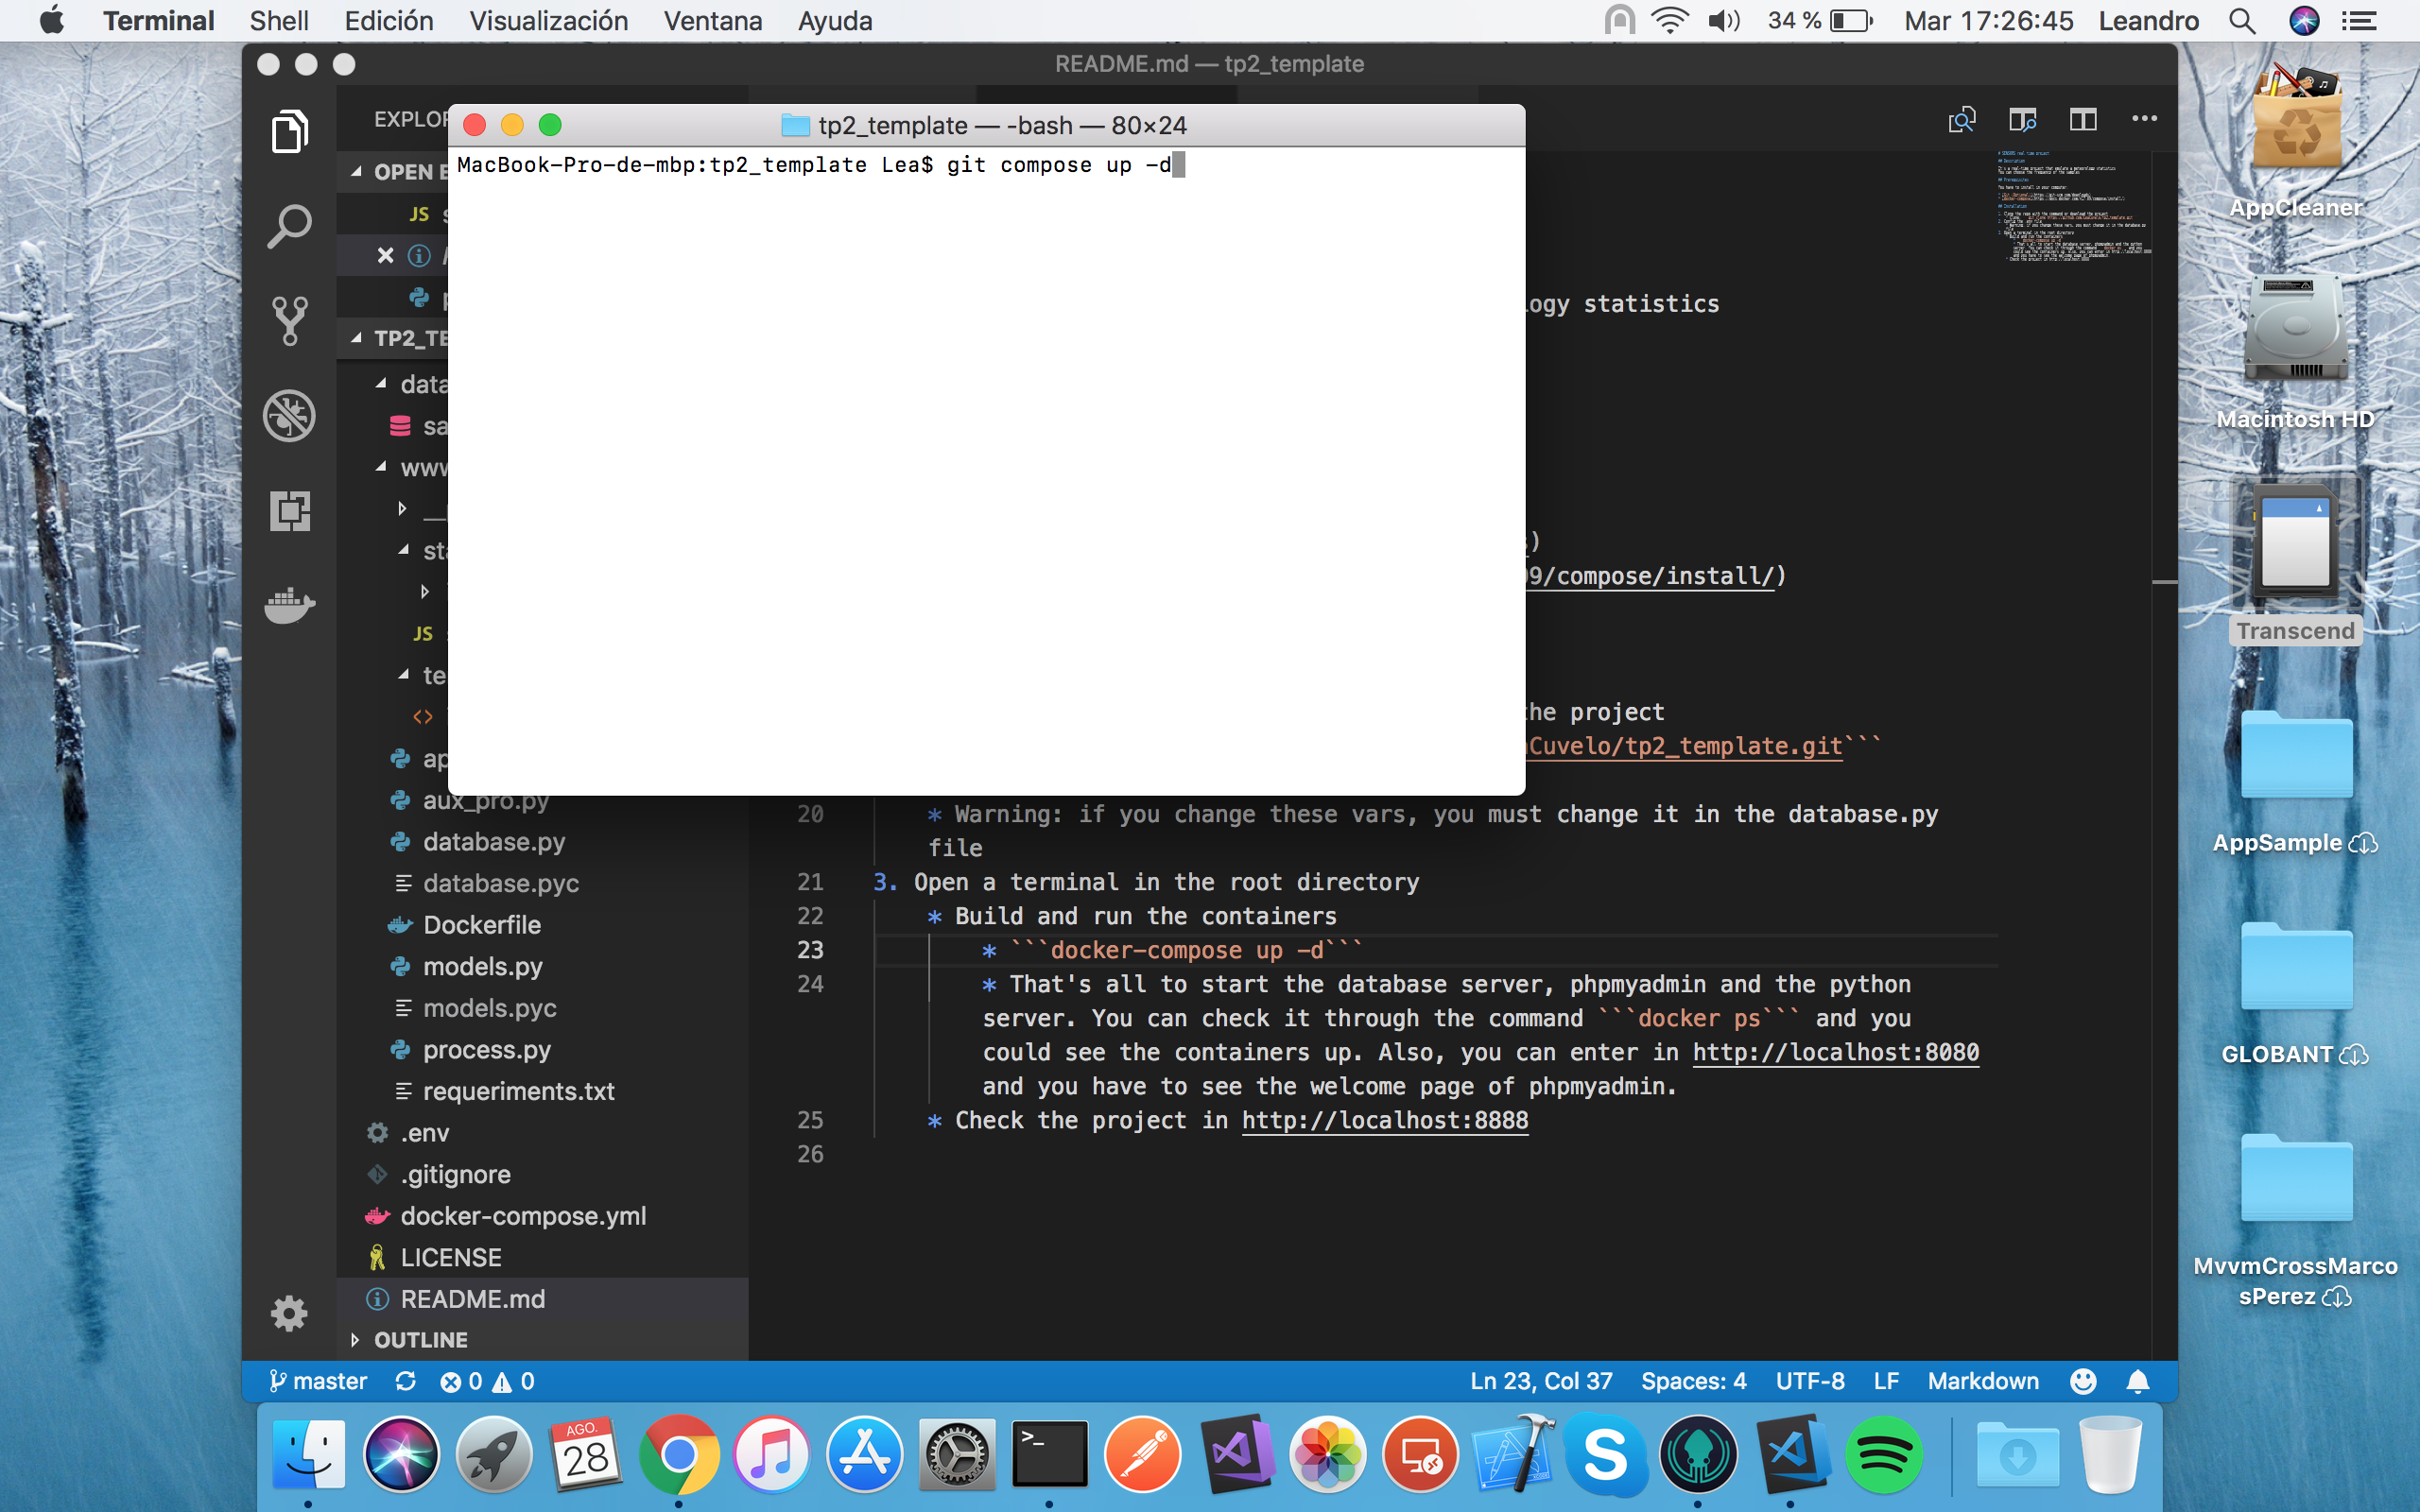 Terminal Shell Edición Visualización Ventana Ayuda 34 % Mar 17:26:45 Leandro
README.md — tp2_template
EXPLOR
tp2_template — -bash — 80×24
MacBook-Pro-de-mbp:tp2_template Lea$ git compose up -d
OPEN E
JS s
TP2_TE
ogy statistics
data
sa
www
sta
)
09/compose/install/)
JS
te
he project
Cuvelo/tp2_template.git```
ap
aux_pro.py
20 * Warning: if you change these vars, you must change it in the database.py
file
database.py
database.pyc
21 3. Open a terminal in the root directory
22 * Build and run the containers
Dockerfile
23 * ```docker-compose up -d```
models.py
24 * That's all to start the database server, phpmyadmin and the python
models.pyc
server. You can check it through the command ```docker ps``` and you
process.py
could see the containers up. Also, you can enter in http://localhost:8080
requeriments.txt
and you have to see the welcome page of phpmyadmin.
.env
25 * Check the project in http://localhost:8888
26
.gitignore
docker-compose.yml
LICENSE
README.md
OUTLINE
master 0 0 Ln 23, Col 37 Spaces: 4 UTF-8 LF Markdown
AppCleaner
Macintosh HD
Transcend
AppSample
GLOBANT
MvvmCrossMarco
sPerez
AGO.
28
>_
S